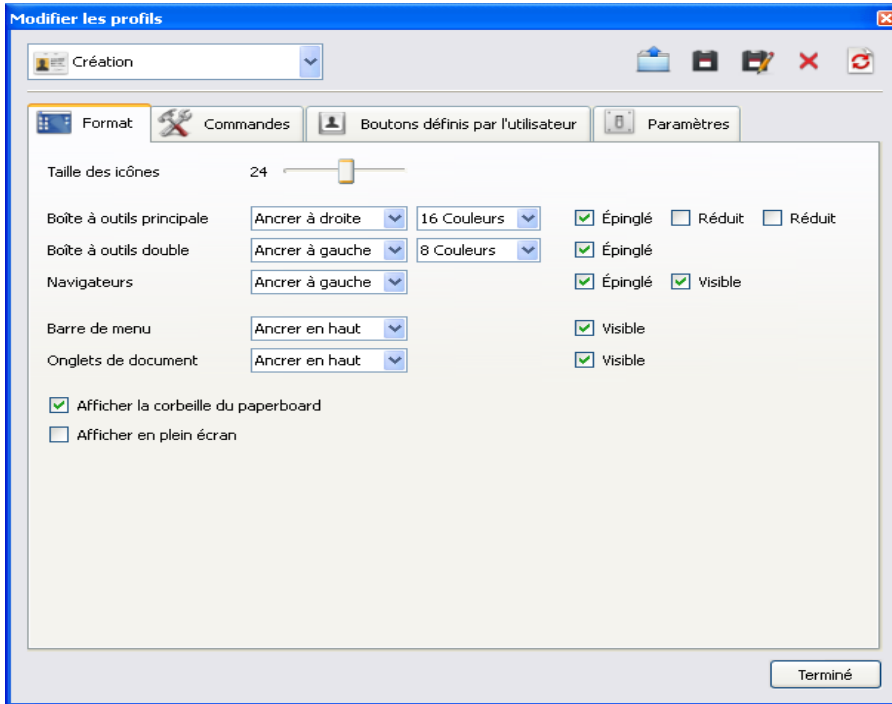 Modifier les profils
Création
Format Commandes Boutons définis par l'utilisateur Paramètres
Taille des icônes 24
Boîte à outils principale Ancrer à droite 16 Couleurs Épinglé Réduit Réduit
Boîte à outils double Ancrer à gauche 8 Couleurs Épinglé
Navigateurs Ancrer à gauche Épinglé Visible
Barre de menu Ancrer en haut Visible
Onglets de document Ancrer en haut Visible
Afficher la corbeille du paperboard
Afficher en plein écran
Terminé